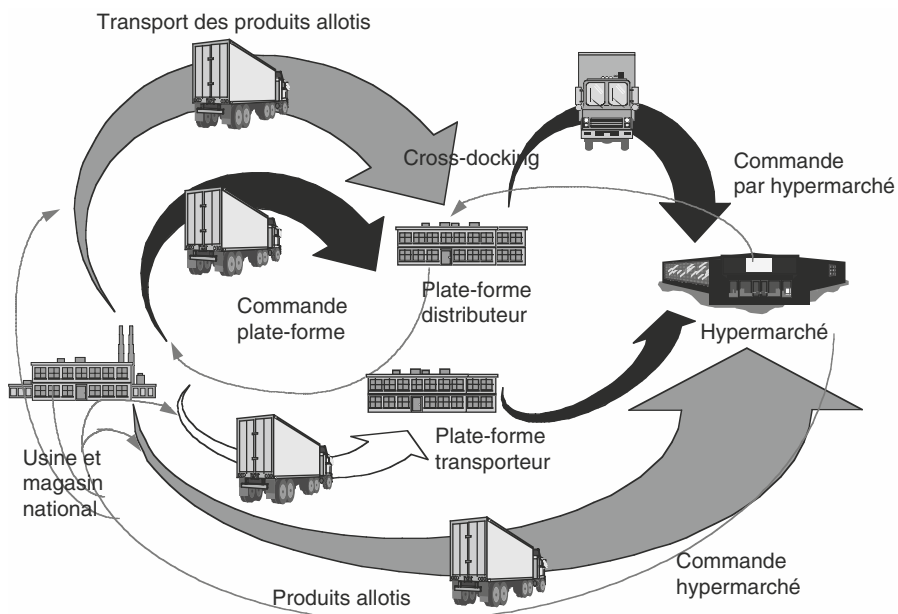 Transport des produits allotis
Cross-docking
Commande
par hypermarché
Commande
plate-forme
Plate-forme
distributeur
Hypermarché
Usine et
magasin
national
Plate-forme
transporteur
Produits allotis
Commande
hypermarché